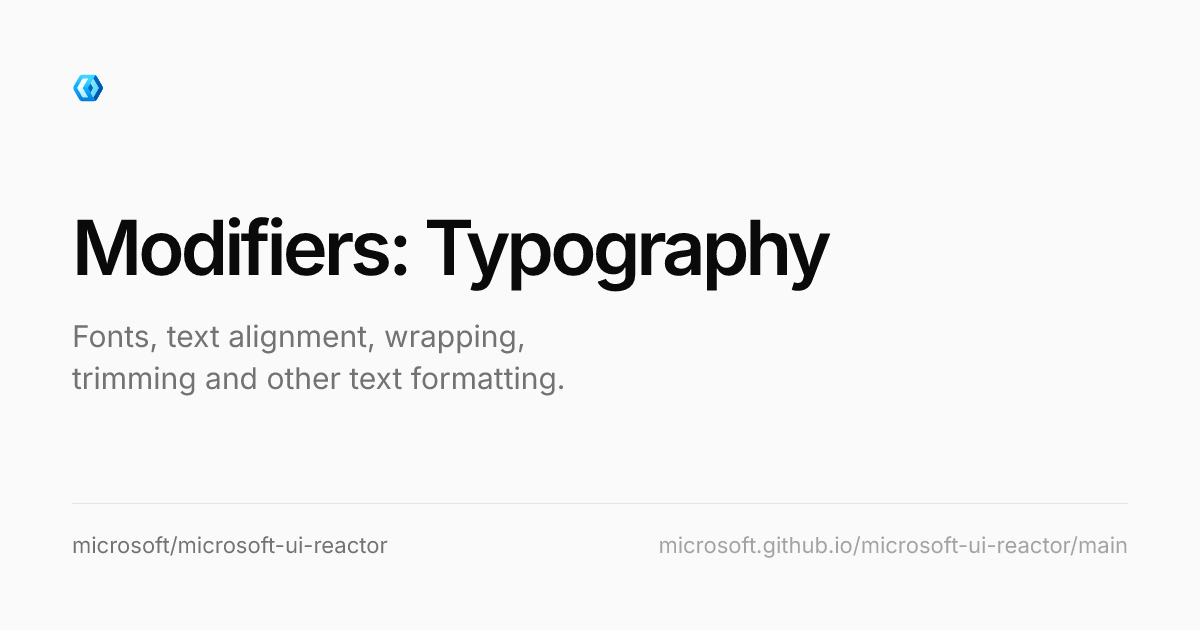 Modifiers: Typography
Fonts, text alignment, wrapping,
trimming and other text formatting.
microsoft/microsoft-ui-reactor
microsoft.github.io/microsoft-ui-reactor/main